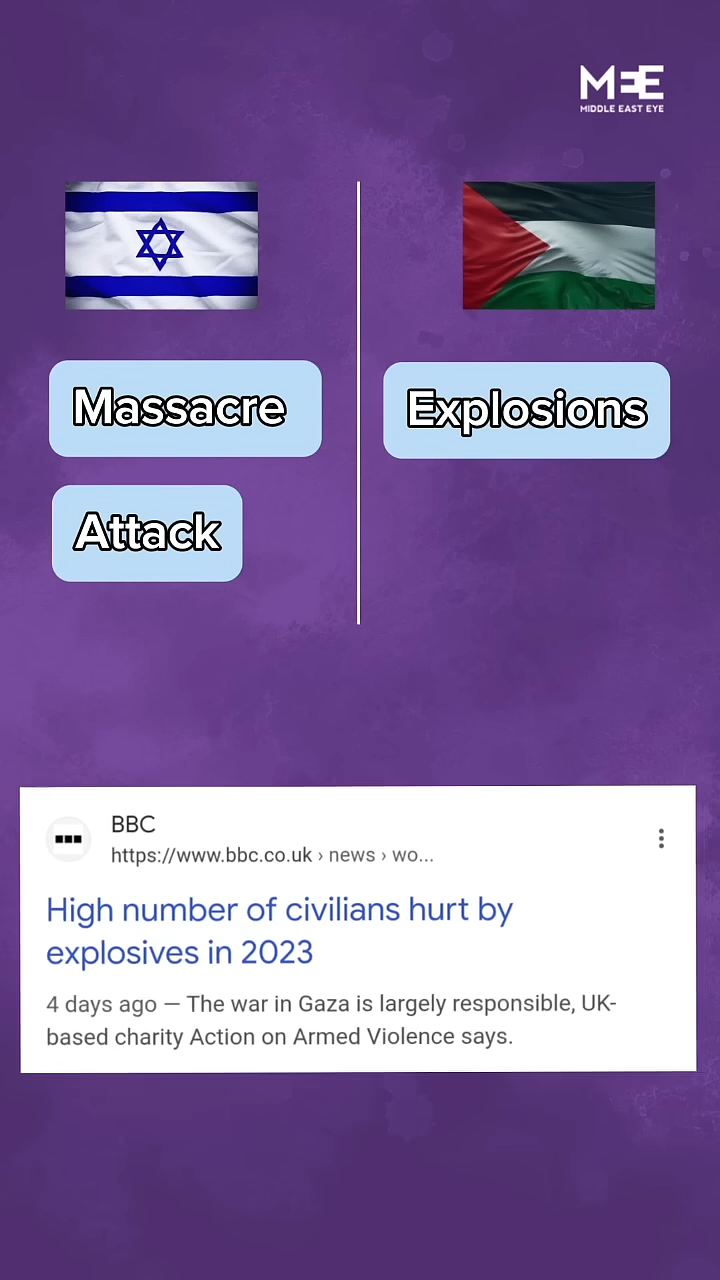 MEE
MIDDLE EAST EYE
Massacre
Explosions
Attack
BBC
https://www.bbc.co.uk › news › wo...
High number of civilians hurt by
explosives in 2023
4 days ago — The war in Gaza is largely responsible, UK-
based charity Action on Armed Violence says.